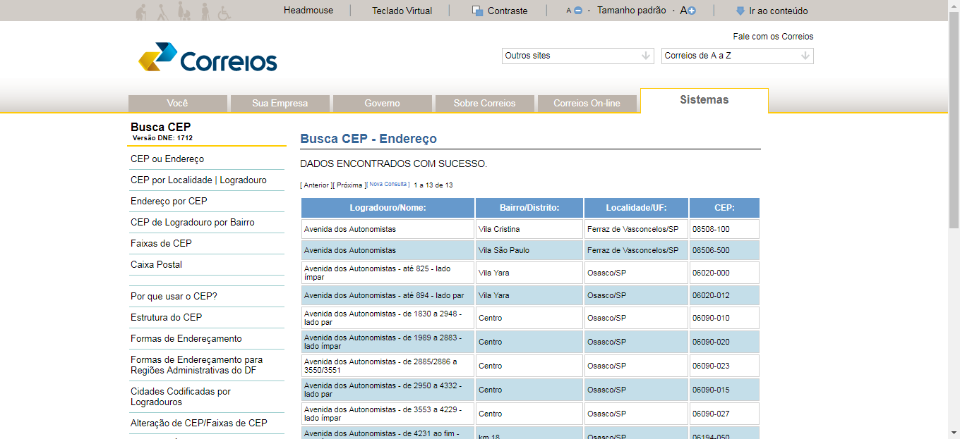 Headmouse | Teclado Virtual | Contraste | A - Tamanho padrão - A | Ir ao conteúdo
Fale com os Correios
Correios
Outros sites
Correios de A a Z
Você
Sua Empresa
Governo
Sobre Correios
Correios On-line
Sistemas
Busca CEP
Versão DNE: 1712
CEP ou Endereço
CEP por Localidade | Logradouro
Endereço por CEP
CEP de Logradouro por Bairro
Faixas de CEP
Caixa Postal
Por que usar o CEP?
Estrutura do CEP
Formas de Endereçamento
Formas de Endereçamento para
Regiões Administrativas do DF
Cidades Codificadas por
Logradouros
Alteração de CEP/Faixas de CEP
Busca CEP - Endereço
DADOS ENCONTRADOS COM SUCESSO.
[ Anterior ][ Próxima ][ Nova Consulta ] 1 a 13 de 13
Logradouro/Nome: Bairro/Distrito: Localidade/UF: CEP:
Avenida dos Autonomistas Vila Cristina Ferraz de Vasconcelos/SP 08508-100
Avenida dos Autonomistas Vila São Paulo Ferraz de Vasconcelos/SP 08506-500
Avenida dos Autonomistas - até 825 - lado
ímpar Vila Yara Osasco/SP 06020-000
Avenida dos Autonomistas - até 894 - lado par Vila Yara Osasco/SP 06020-012
Avenida dos Autonomistas - de 1830 a 2948 -
lado par Centro Osasco/SP 06090-010
Avenida dos Autonomistas - de 1989 a 2883 -
lado ímpar Centro Osasco/SP 06090-020
Avenida dos Autonomistas - de 2885/2886 a
3550/3551 Centro Osasco/SP 06090-023
Avenida dos Autonomistas - de 2950 a 4332 -
lado par Centro Osasco/SP 06090-015
Avenida dos Autonomistas - de 3553 a 4229 -
lado ímpar Centro Osasco/SP 06090-027
Avenida dos Autonomistas - de 4231 ao fim - km 18 Osasco/SP 06194-050